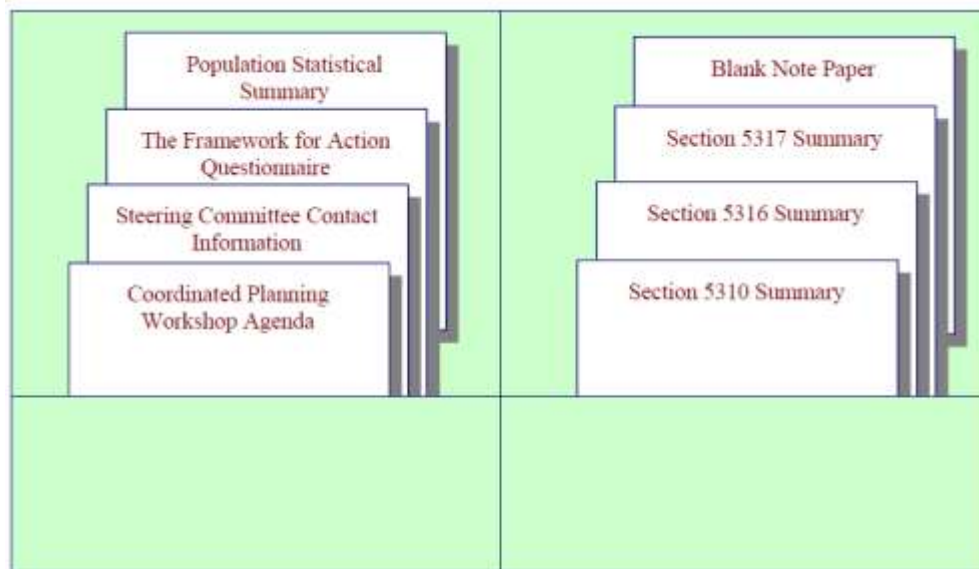 Population Statistical
Summary
The Framework for Action
Questionnaire
Steering Committee Contact
Information
Coordinated Planning
Workshop Agenda
Blank Note Paper
Section 5317 Summary
Section 5316 Summary
Section 5310 Summary